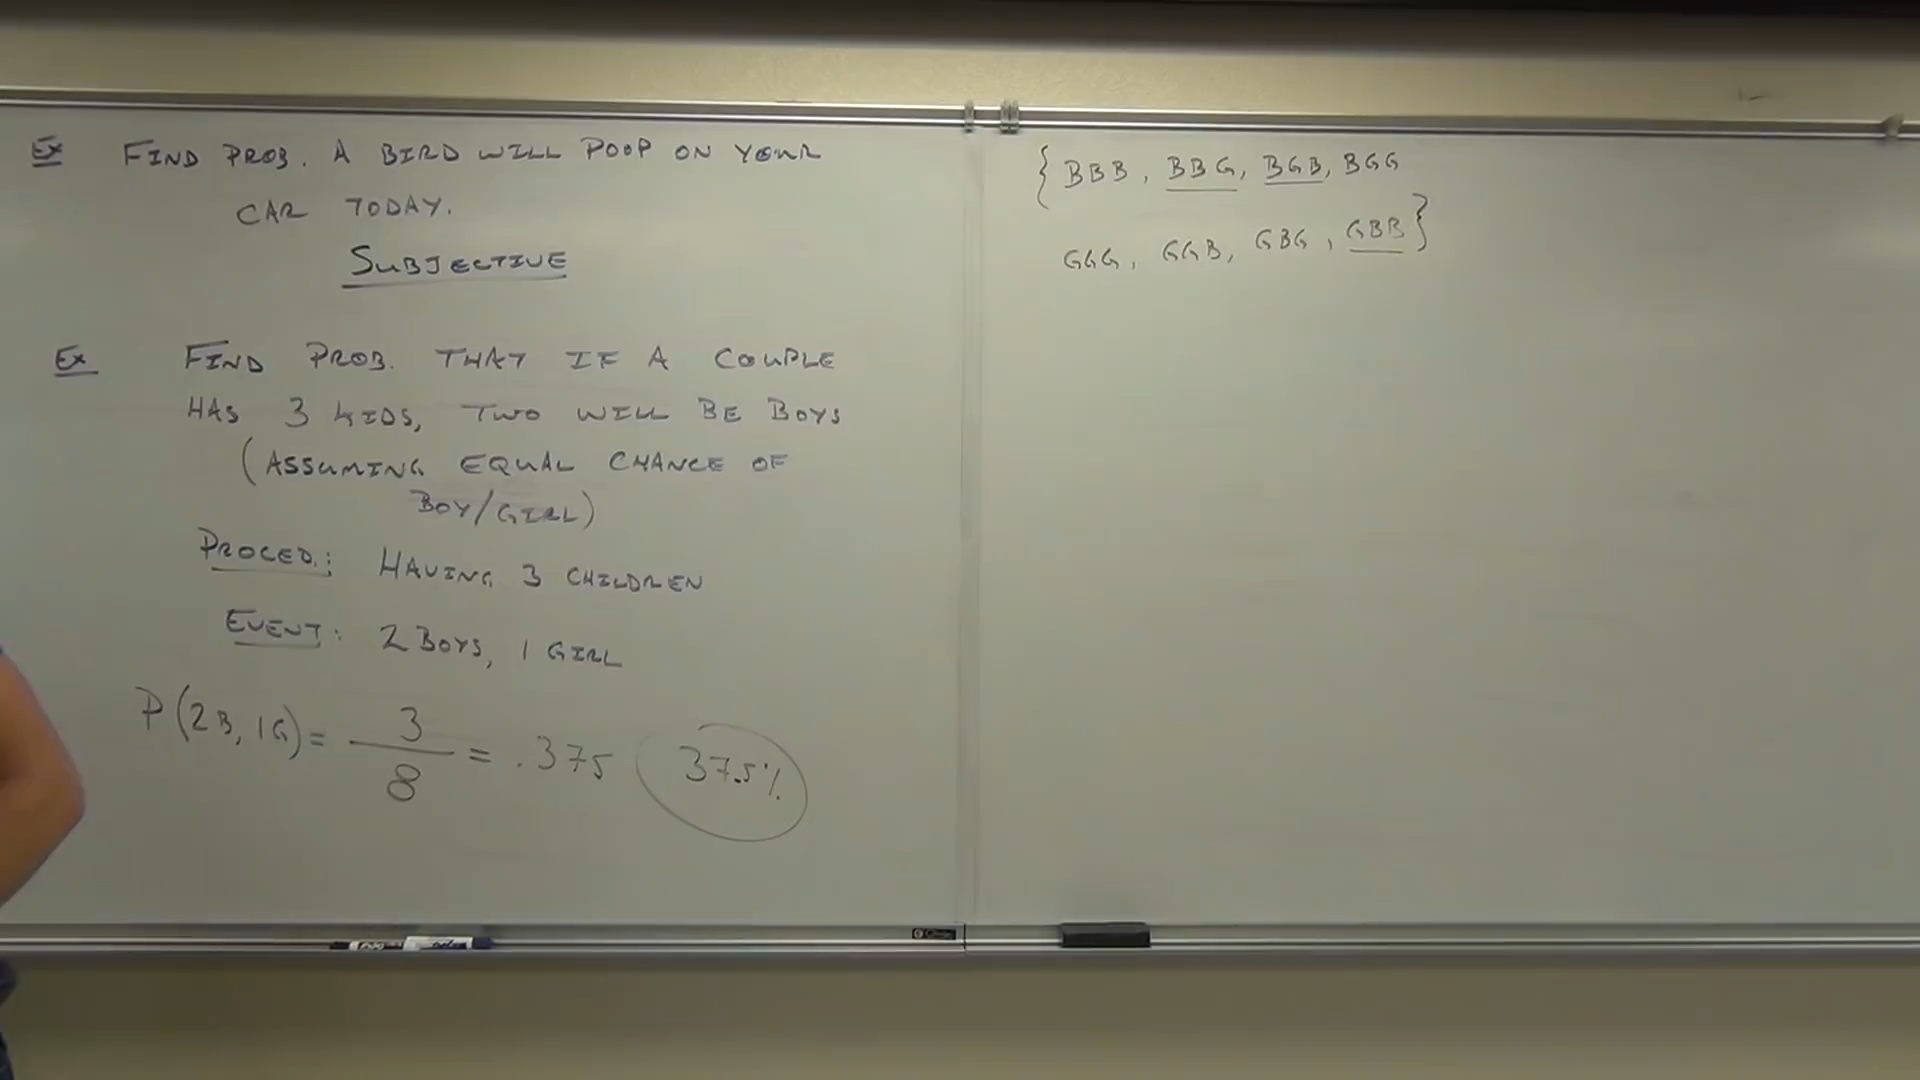 Ex FIND PROB. A BIRD WILL POOP ON YOUR
CAR TODAY.
SUBJECTIVE
Ex FIND PROB. THAT IF A COUPLE
HAS 3 KIDS, TWO WILL BE BOYS
(ASSUMING EQUAL CHANCE OF
BOY/GIRL)
PROCED.: HAVING 3 CHILDREN
EVENT: 2 BOYS, 1 GIRL
P(2B, 1G) = 3/8 = .375 37.5%
{BBB, BBG, BGB, BGG
GGG, GGB, GBG, GBB}